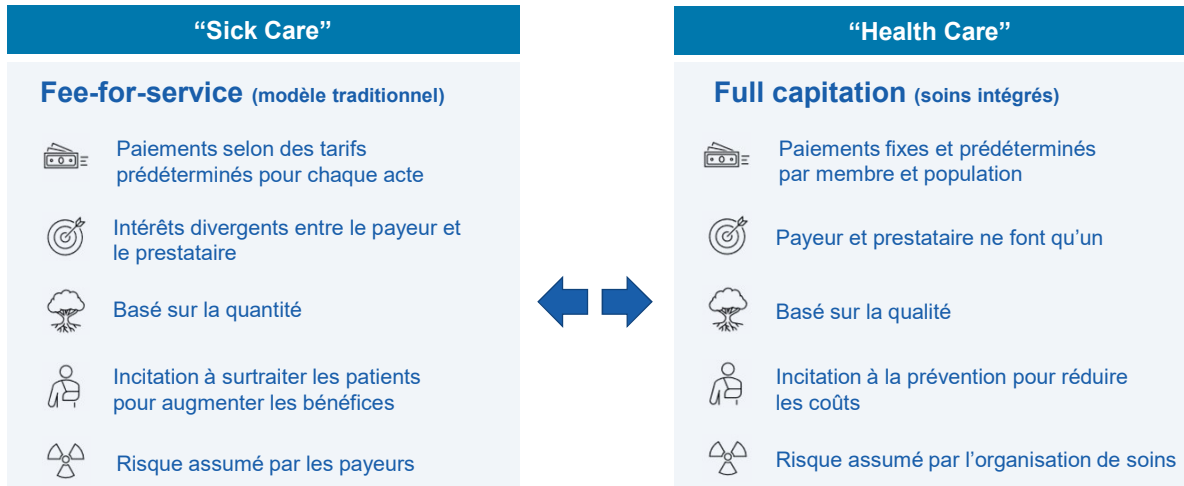 “Sick Care”
Fee-for-service (modèle traditionnel)
Paiements selon des tarifs
prédéterminés pour chaque acte
Intérêts divergents entre le payeur et
le prestataire
Basé sur la quantité
Incitation à surtraiter les patients
pour augmenter les bénéfices
Risque assumé par les payeurs
“Health Care”
Full capitation (soins intégrés)
Paiements fixes et prédéterminés
par membre et population
Payeur et prestataire ne font qu’un
Basé sur la qualité
Incitation à la prévention pour réduire
les coûts
Risque assumé par l’organisation de soins